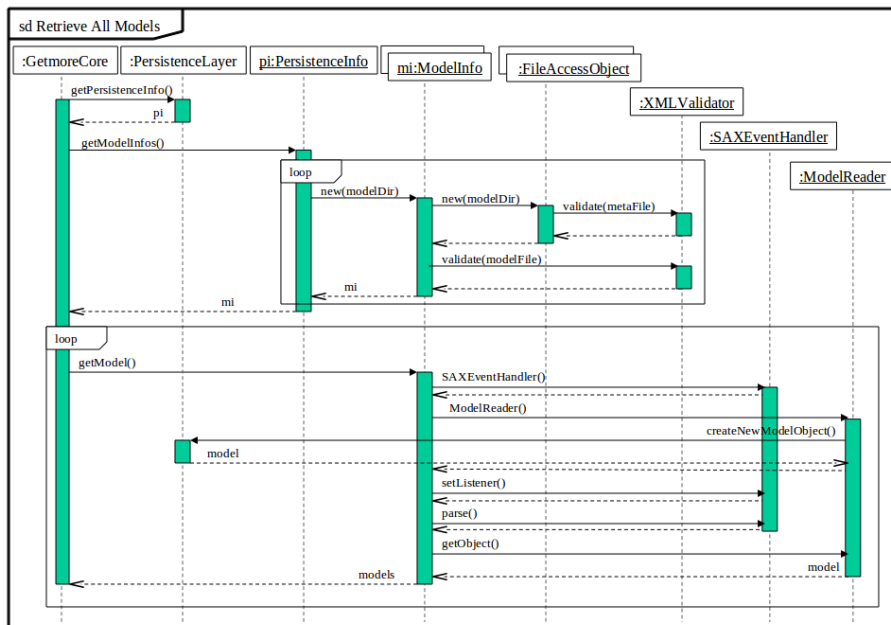 sd Retrieve All Models
:GetmoreCore
:PersistenceLayer
pi:PersistenceInfo
mi:ModelInfo
:FileAccessObject
:XMLValidator
:SAXEventHandler
:ModelReader
getPersistenceInfo()
pi
getModelInfos()
loop
new(modelDir)
new(modelDir)
validate(metaFile)
validate(modelFile)
mi
mi
loop
getModel()
SAXEventHandler()
ModelReader()
createNewModelObject()
model
setListener()
parse()
getObject()
model
models